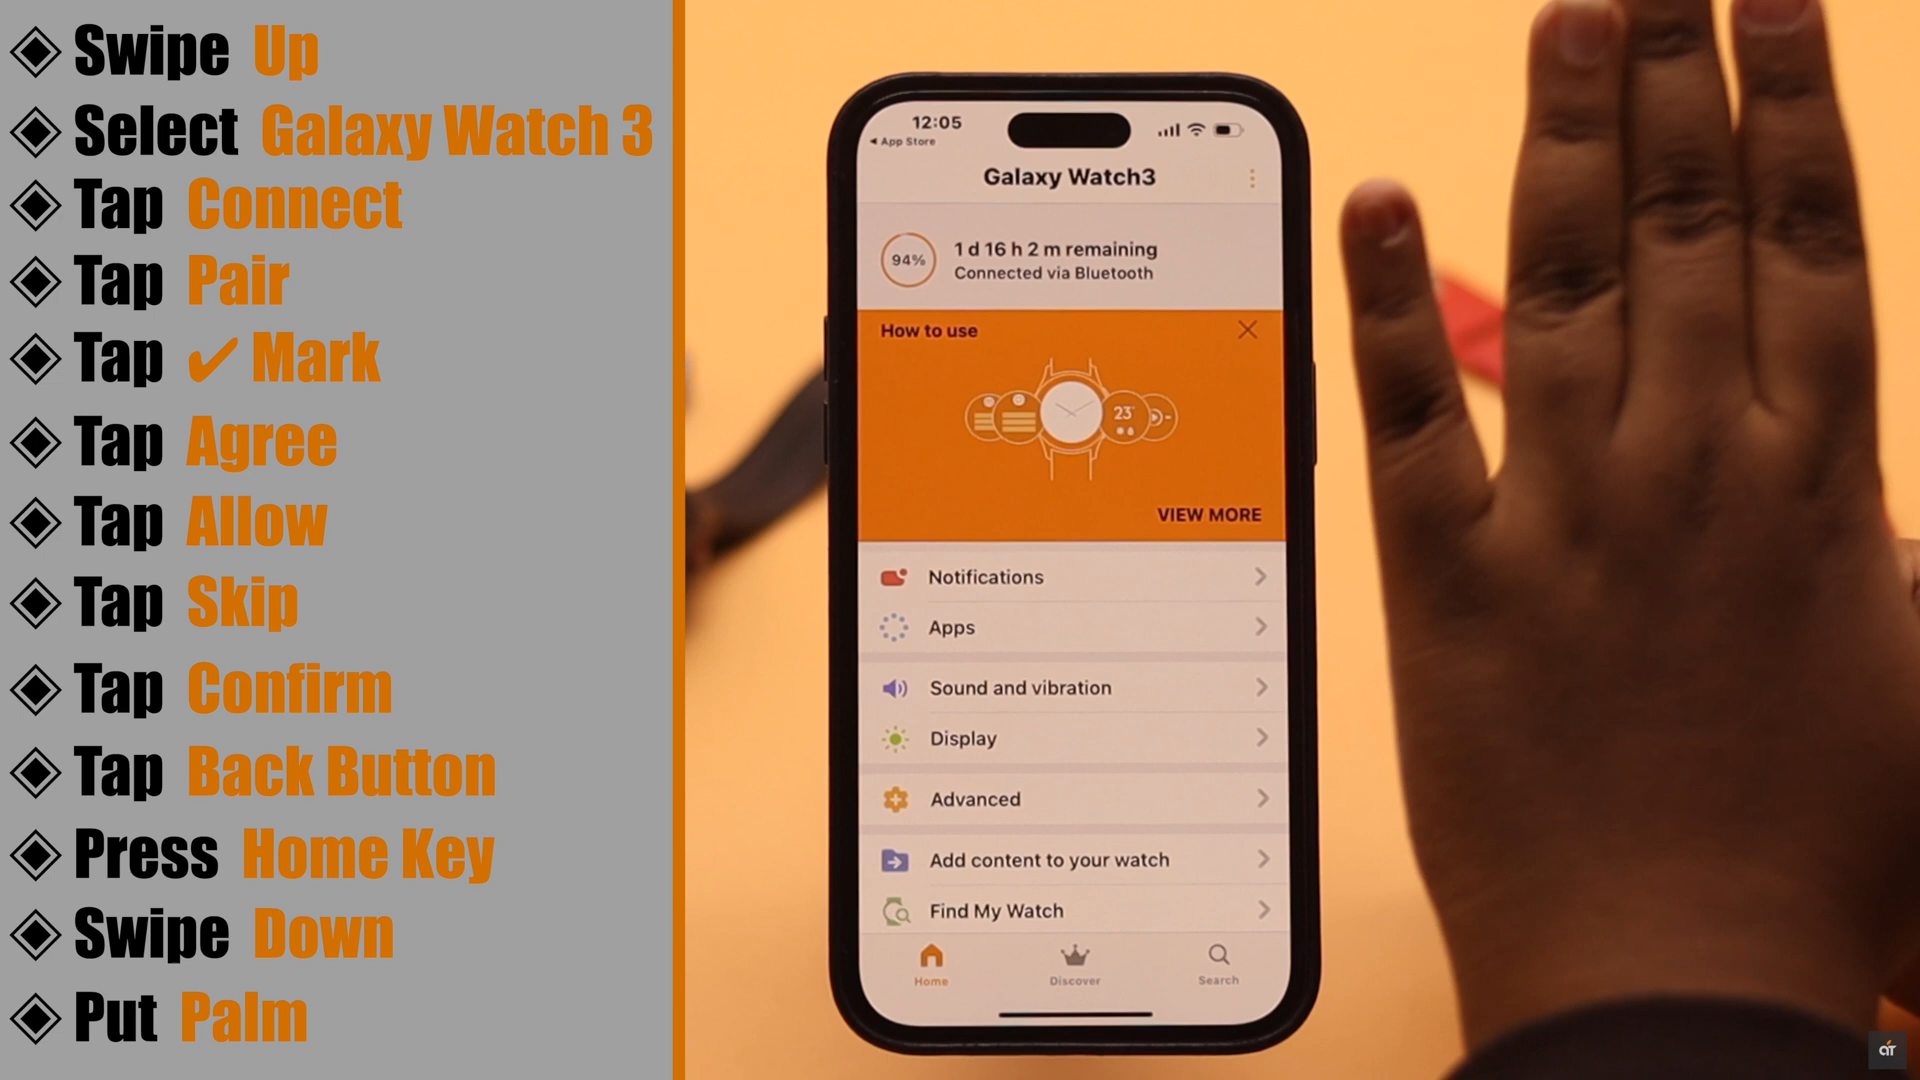 Swipe Up
Select Galaxy Watch 3
Tap Connect
Tap Pair
Tap ✔ Mark
Tap Agree
Tap Allow
Tap Skip
Tap Confirm
Tap Back Button
Press Home Key
Swipe Down
Put Palm
12:05
◀ App Store
Galaxy Watch3
94%
1 d 16 h 2 m remaining
Connected via Bluetooth
How to use
23°
VIEW MORE
Notifications
Apps
Sound and vibration
Display
Advanced
Add content to your watch
Find My Watch
Home
Discover
Search
ar